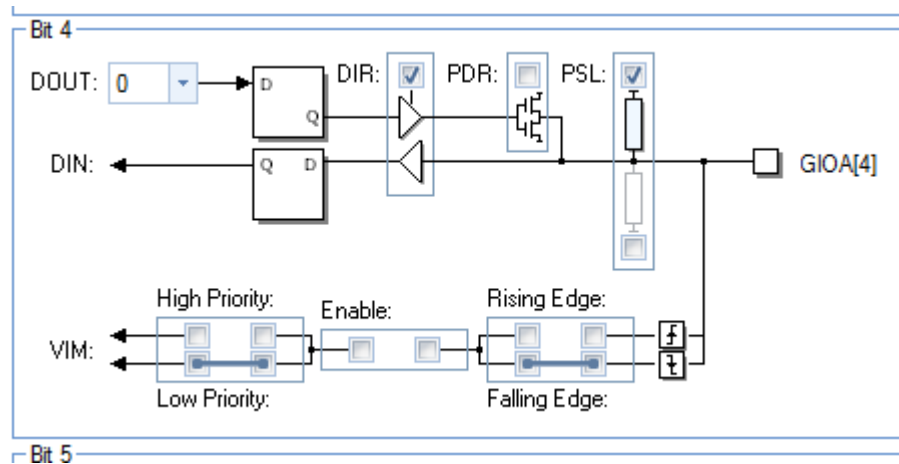 Bit 4
DOUT: 0 D Q DIR: PDR: PSL:
DIN: Q D GIOA[4]
High Priority: Enable: Rising Edge:
VIM:
Low Priority: Falling Edge:
Bit 5